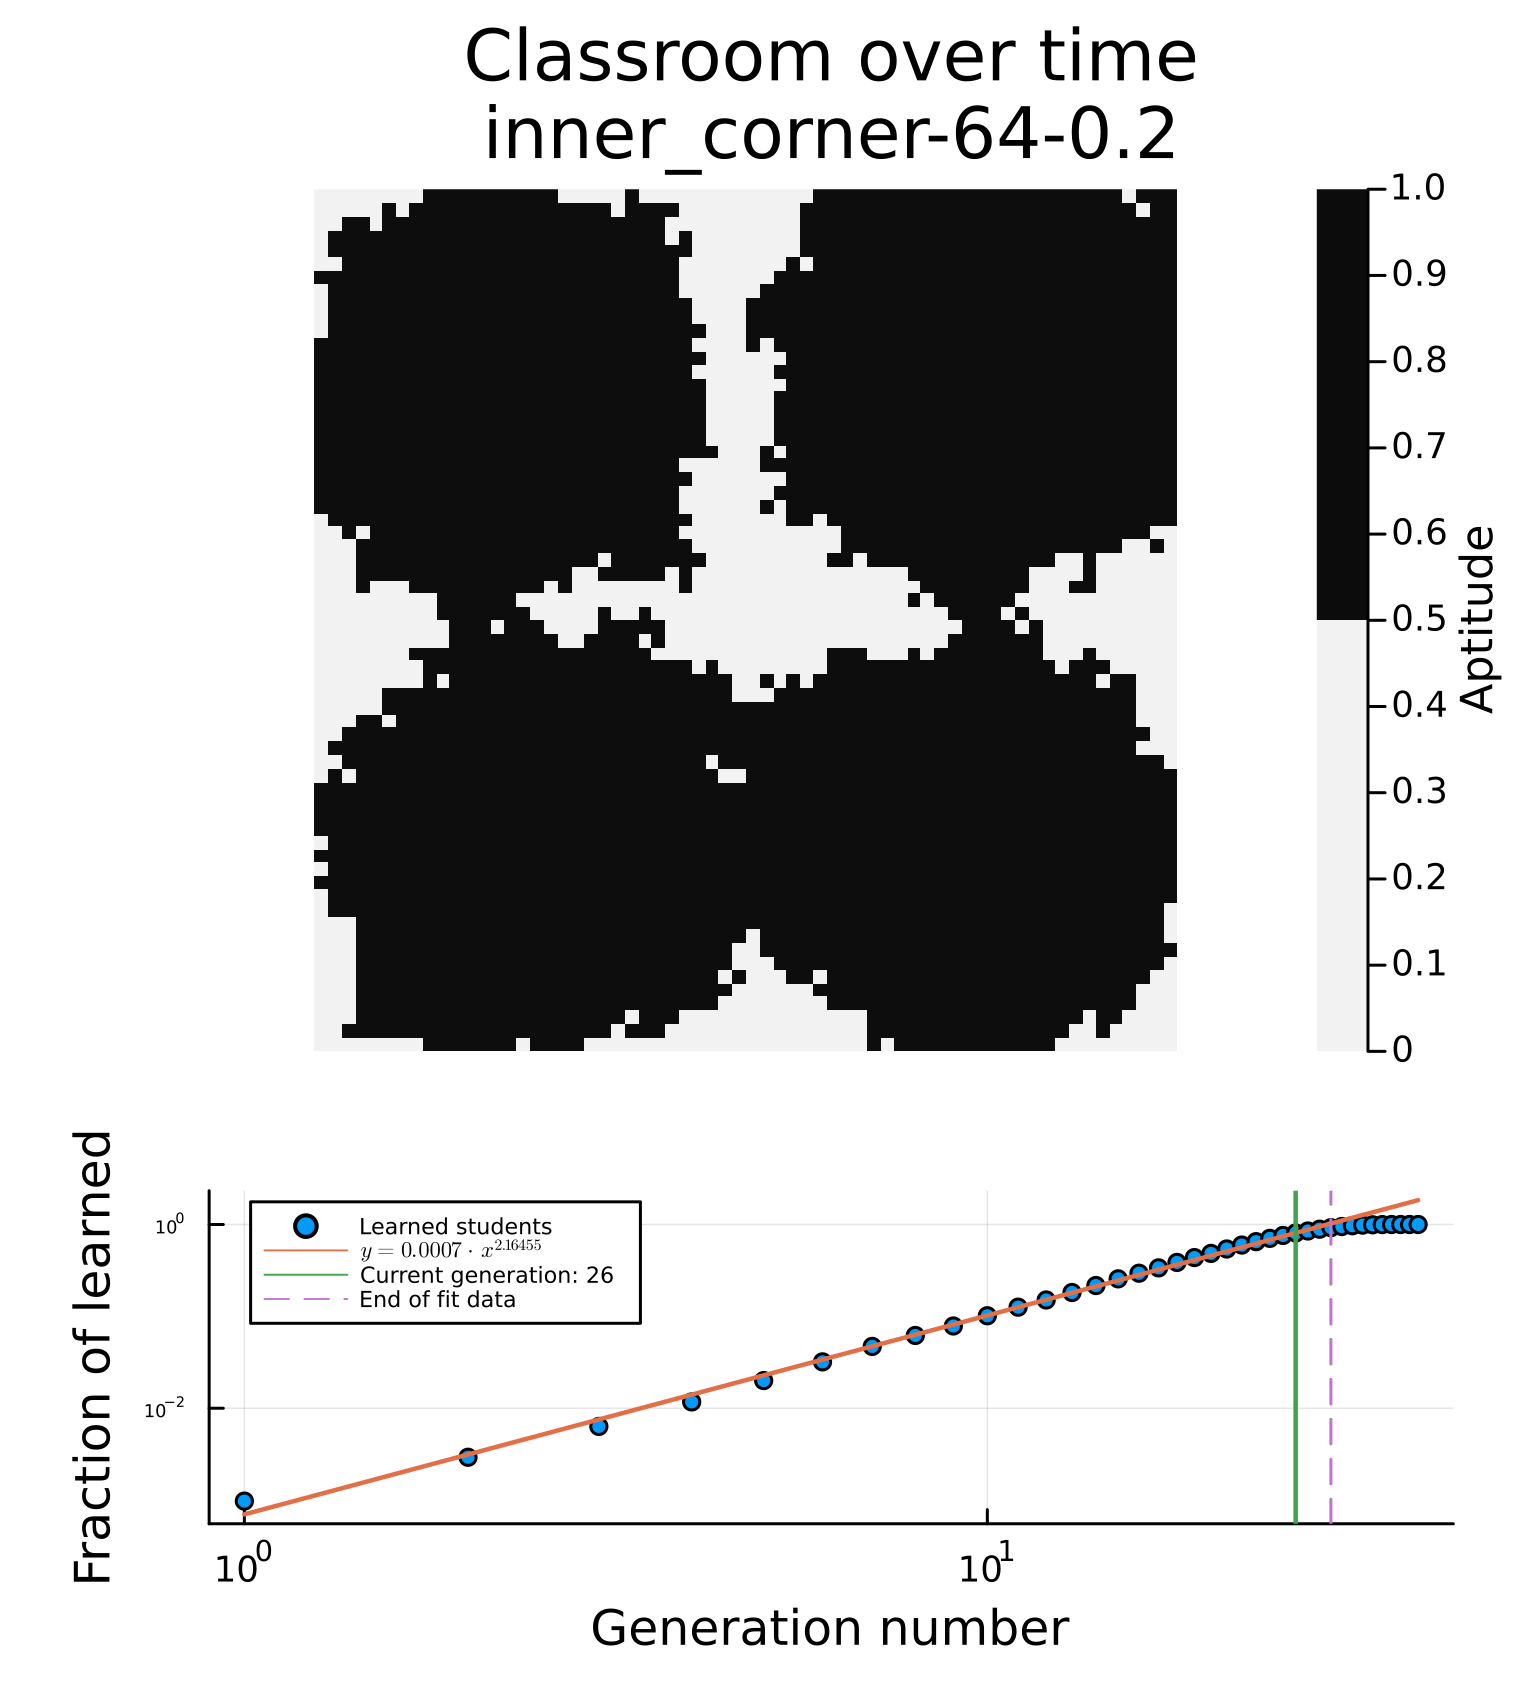 Classroom over time
inner_corner-64-0.2
1.0
0.9
0.8
0.7
0.6
0.5
0.4
0.3
0.2
0.1
0
Aptitude
Fraction of learned
10⁰
10⁻²
Learned students
y = 0.0007 · x^2.16455
Current generation: 26
End of fit data
10⁰
10¹
Generation number